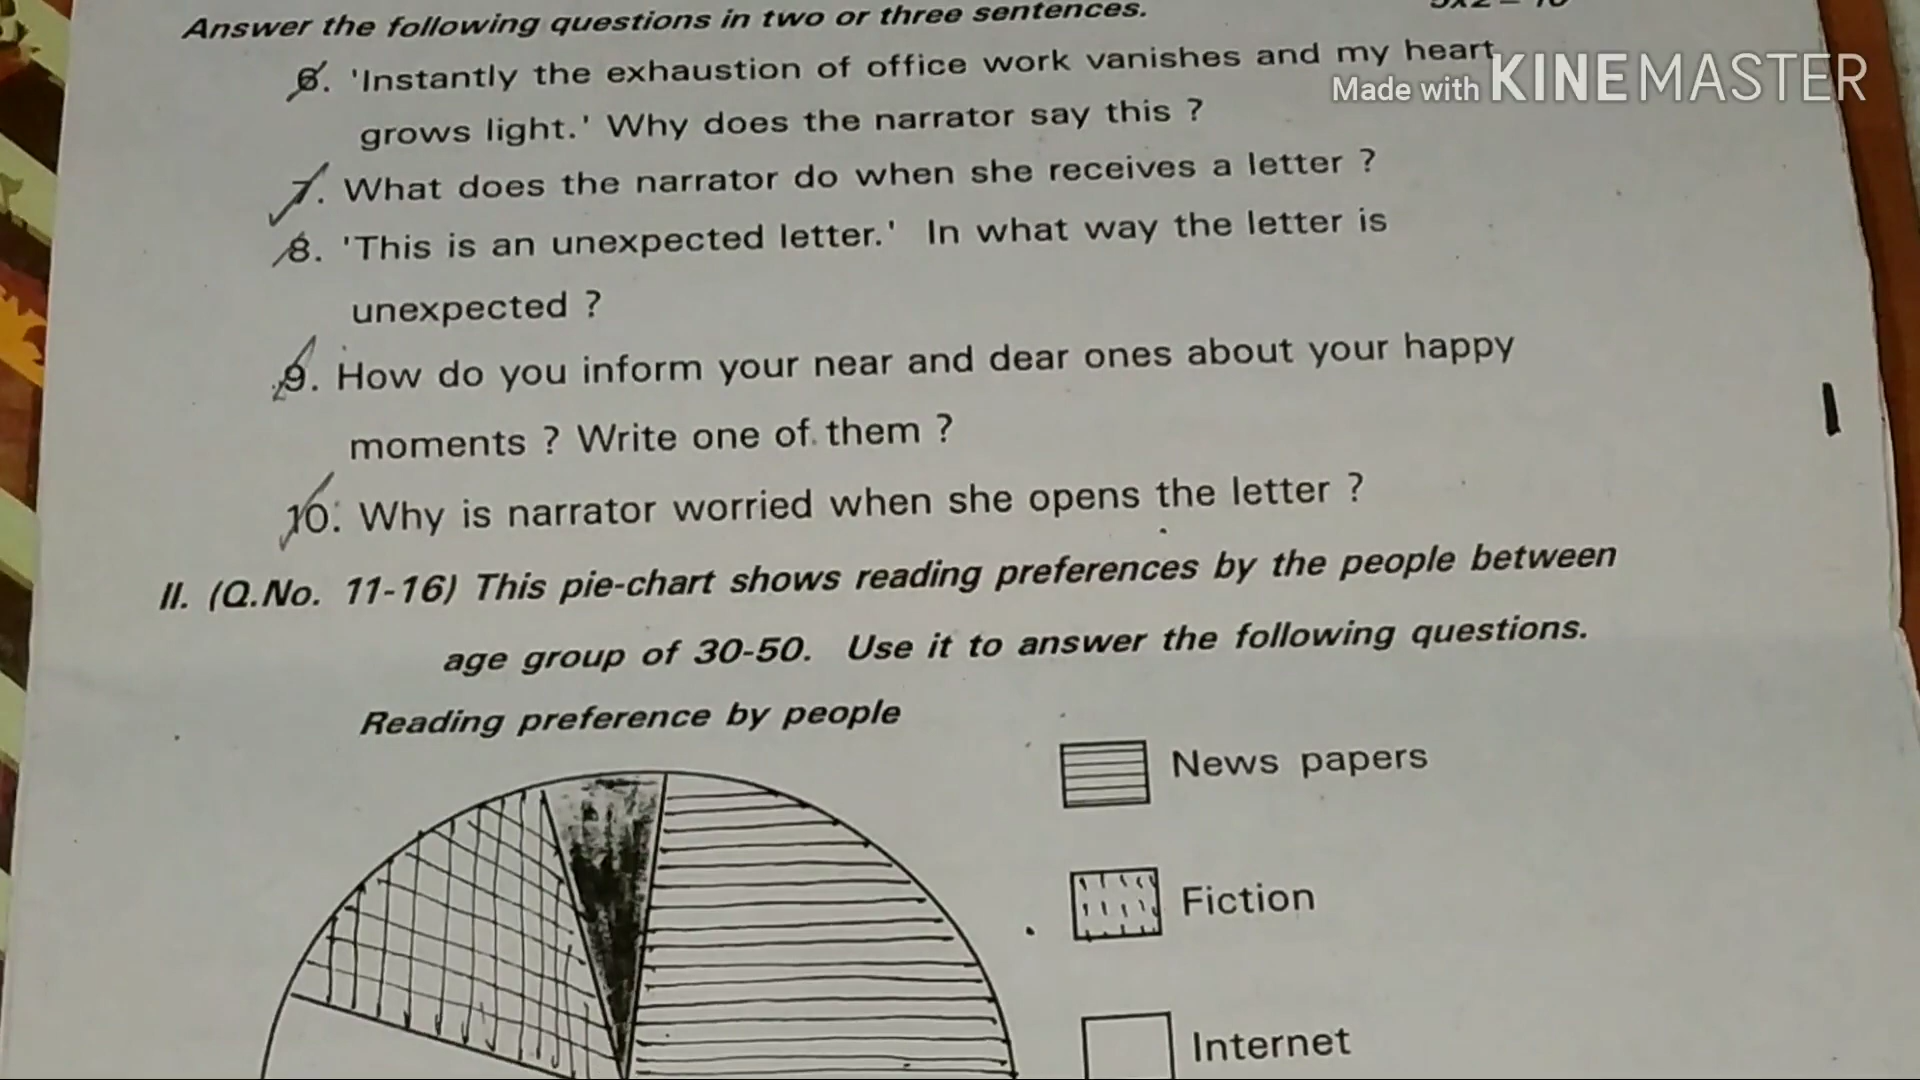 Answer the following questions in two or three sentences.
6. 'Instantly the exhaustion of office work vanishes and my heart
Made with KINEMASTER
grows light.' Why does the narrator say this ?
7. What does the narrator do when she receives a letter ?
8. 'This is an unexpected letter.' In what way the letter is
unexpected ?
9. How do you inform your near and dear ones about your happy
moments ? Write one of them ?
10. Why is narrator worried when she opens the letter ?
II. (Q.No. 11-16) This pie-chart shows reading preferences by the people between
age group of 30-50. Use it to answer the following questions.
Reading preference by people
News papers
Fiction
Internet